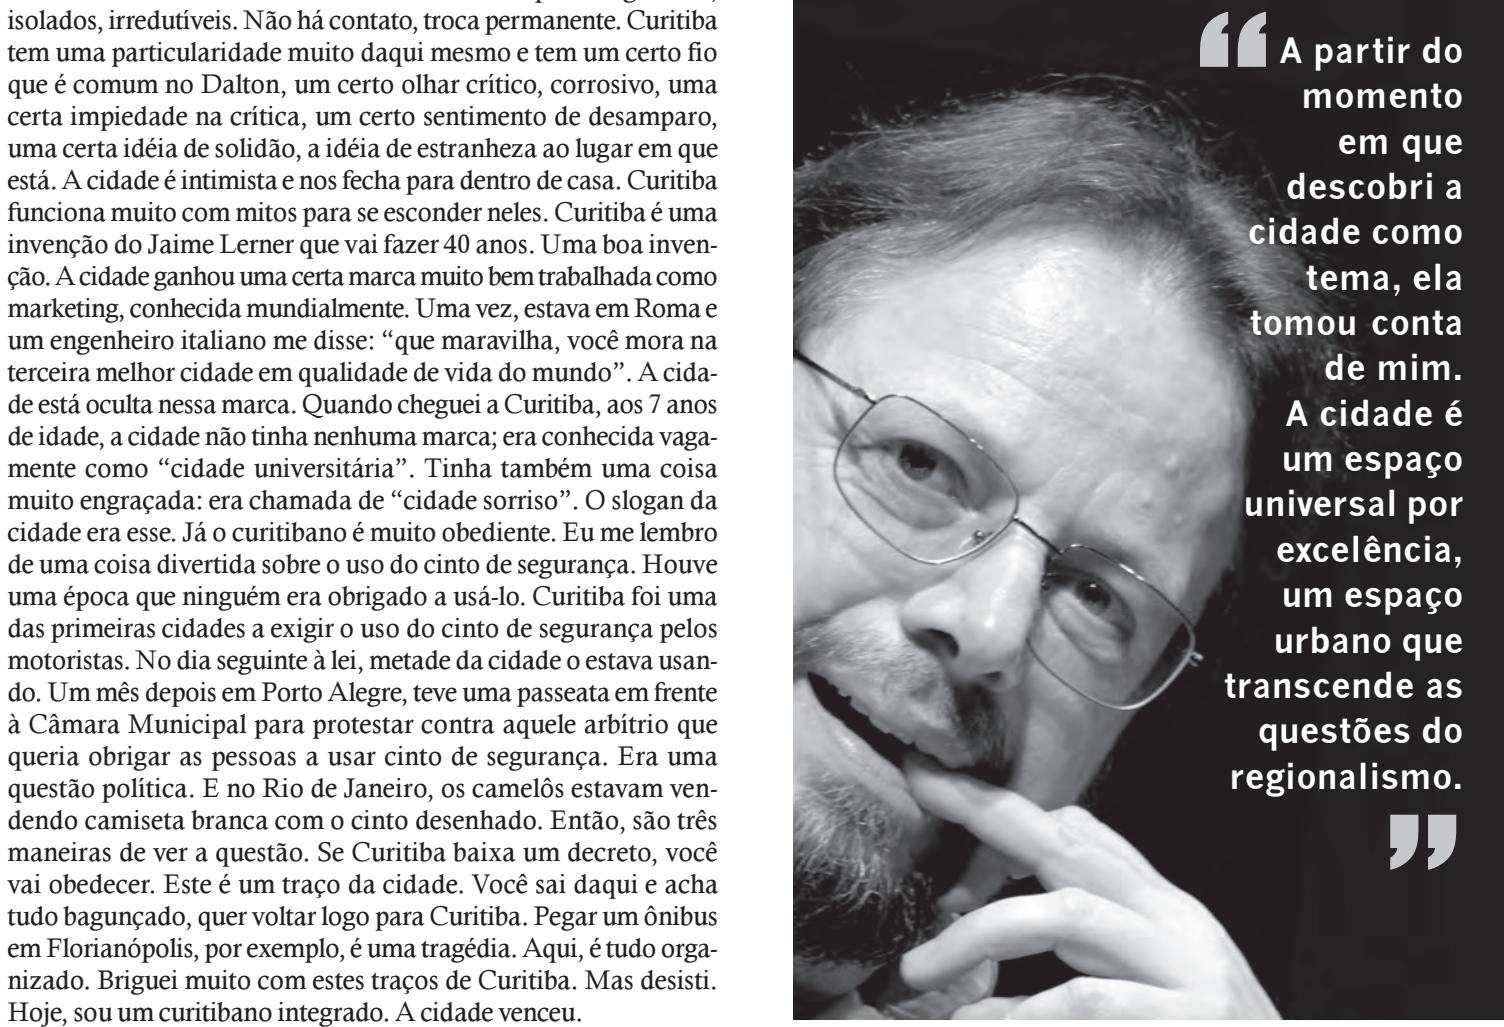 isolados, irredutíveis. Não há contato, troca permanente. Curitiba
tem uma particularidade muito daqui mesmo e tem um certo fio
que é comum no Dalton, um certo olhar crítico, corrosivo, uma
certa impiedade na crítica, um certo sentimento de desamparo,
uma certa idéia de solidão, a idéia de estranheza ao lugar em que
está. A cidade é intimista e nos fecha para dentro de casa. Curitiba
funciona muito com mitos para se esconder neles. Curitiba é uma
invenção do Jaime Lerner que vai fazer 40 anos. Uma boa inven-
ção. A cidade ganhou uma certa marca muito bem trabalhada como
marketing, conhecida mundialmente. Uma vez, estava em Roma e
um engenheiro italiano me disse: “que maravilha, você mora na
terceira melhor cidade em qualidade de vida do mundo”. A cida-
de está oculta nessa marca. Quando cheguei a Curitiba, aos 7 anos
de idade, a cidade não tinha nenhuma marca; era conhecida vaga-
mente como “cidade universitária”. Tinha também uma coisa
muito engraçada: era chamada de “cidade sorriso”. O slogan da
cidade era esse. Já o curitibano é muito obediente. Eu me lembro
de uma coisa divertida sobre o uso do cinto de segurança. Houve
uma época que ninguém era obrigado a usá-lo. Curitiba foi uma
das primeiras cidades a exigir o uso do cinto de segurança pelos
motoristas. No dia seguinte à lei, metade da cidade o estava usan-
do. Um mês depois em Porto Alegre, teve uma passeata em frente
à Câmara Municipal para protestar contra aquele arbítrio que
queria obrigar as pessoas a usar cinto de segurança. Era uma
questão política. E no Rio de Janeiro, os camelôs estavam ven-
dendo camiseta branca com o cinto desenhado. Então, são três
maneiras de ver a questão. Se Curitiba baixa um decreto, você
vai obedecer. Este é um traço da cidade. Você sai daqui e acha
tudo bagunçado, quer voltar logo para Curitiba. Pegar um ônibus
em Florianópolis, por exemplo, é uma tragédia. Aqui, é tudo orga-
nizado. Briguei muito com estes traços de Curitiba. Mas desisti.
Hoje, sou um curitibano integrado. A cidade venceu.
“A partir do
momento
em que
descobri a
cidade como
tema, ela
tomou conta
de mim.
A cidade é
um espaço
universal por
excelência,
um espaço
urbano que
transcende as
questões do
regionalismo.
”